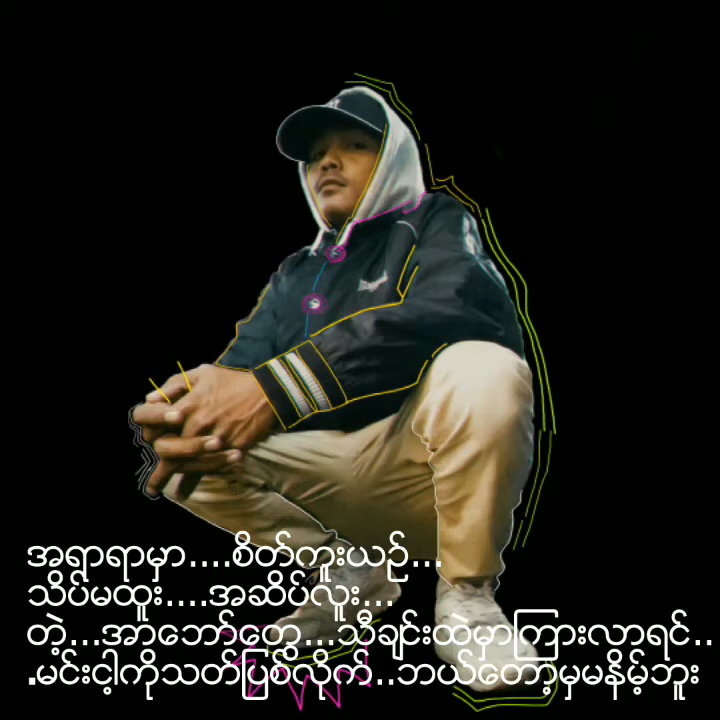 အရာရာမှာ....စိတ်ကူးယဉ်...
သိပ်မထူး....အဆိပ်လူး...
တဲ့...အာဘော်တွေ...သီချင်းထဲမှာကြားလာရင်..
.မင်းငါ့ကိုသတ်ပြစ်လိုက်..ဘယ်တော့မှမနိမ့်ဘူး